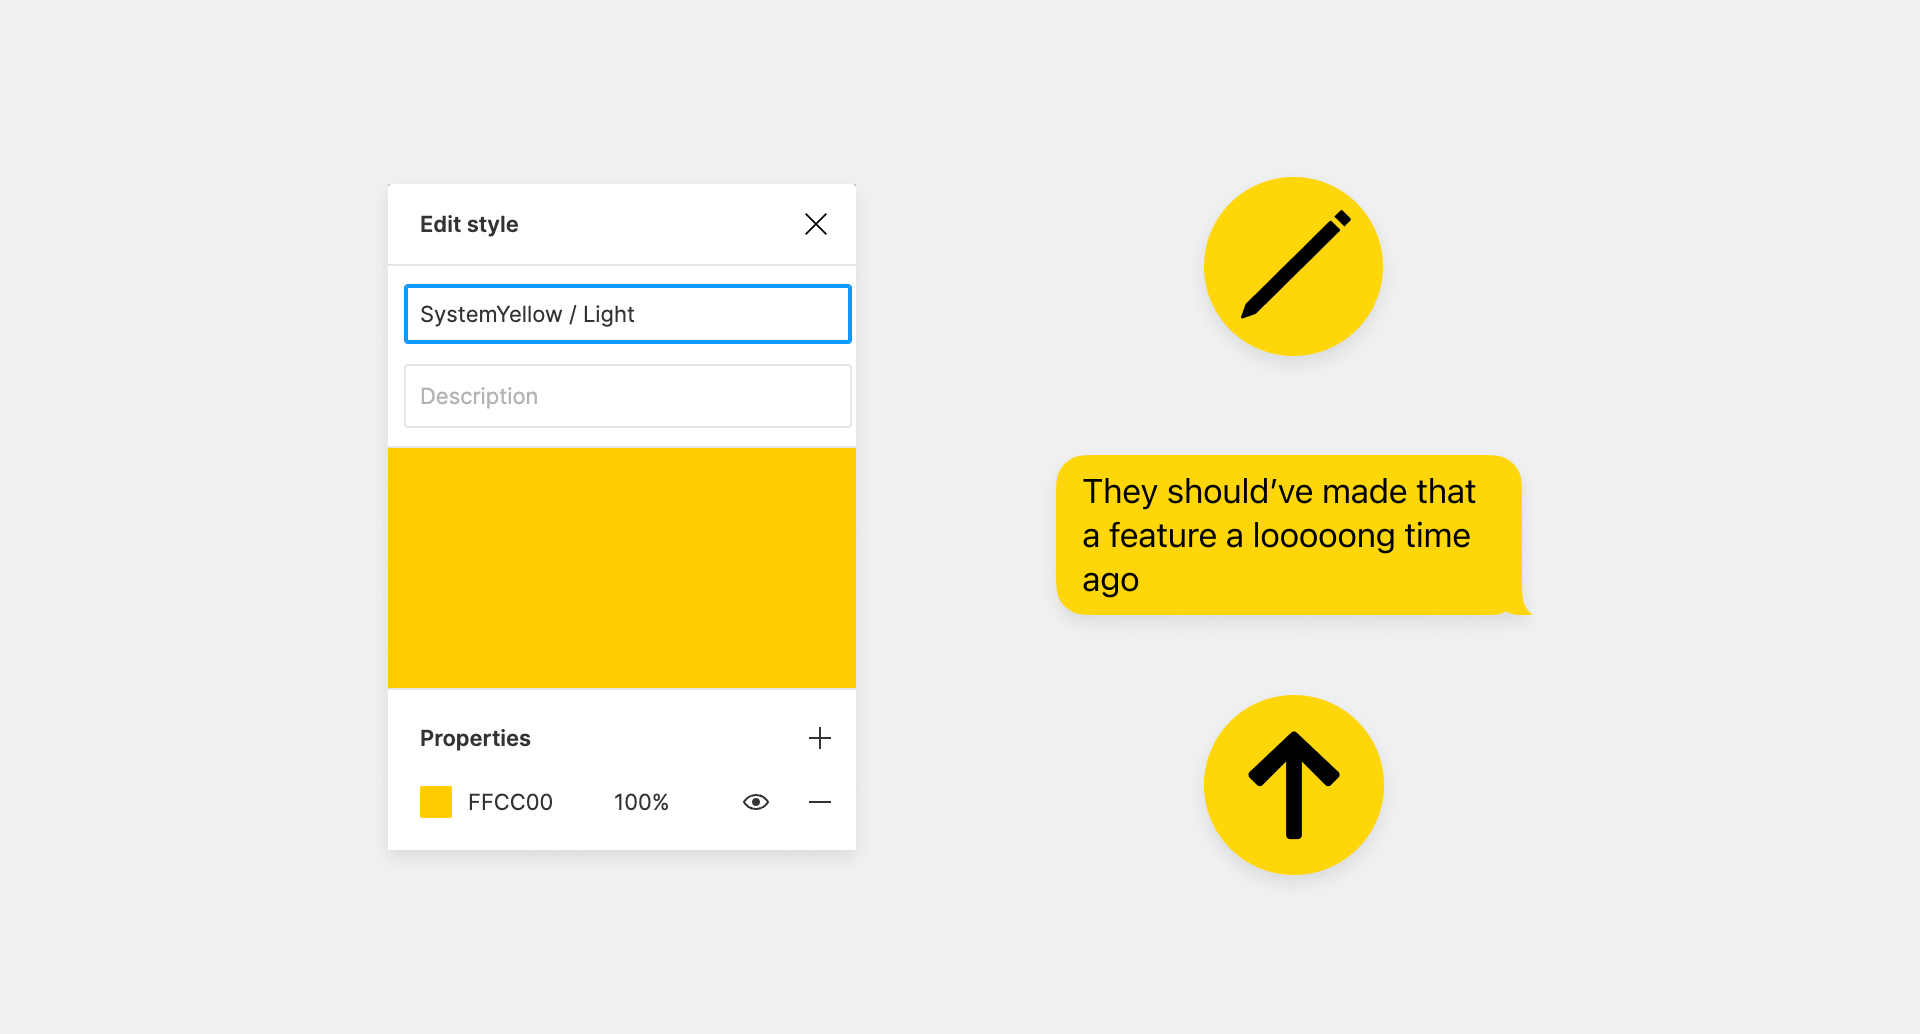 Edit style
SystemYellow / Light
Description
Properties
FFCC00 100%
They should’ve made that
a feature a looooong time
ago